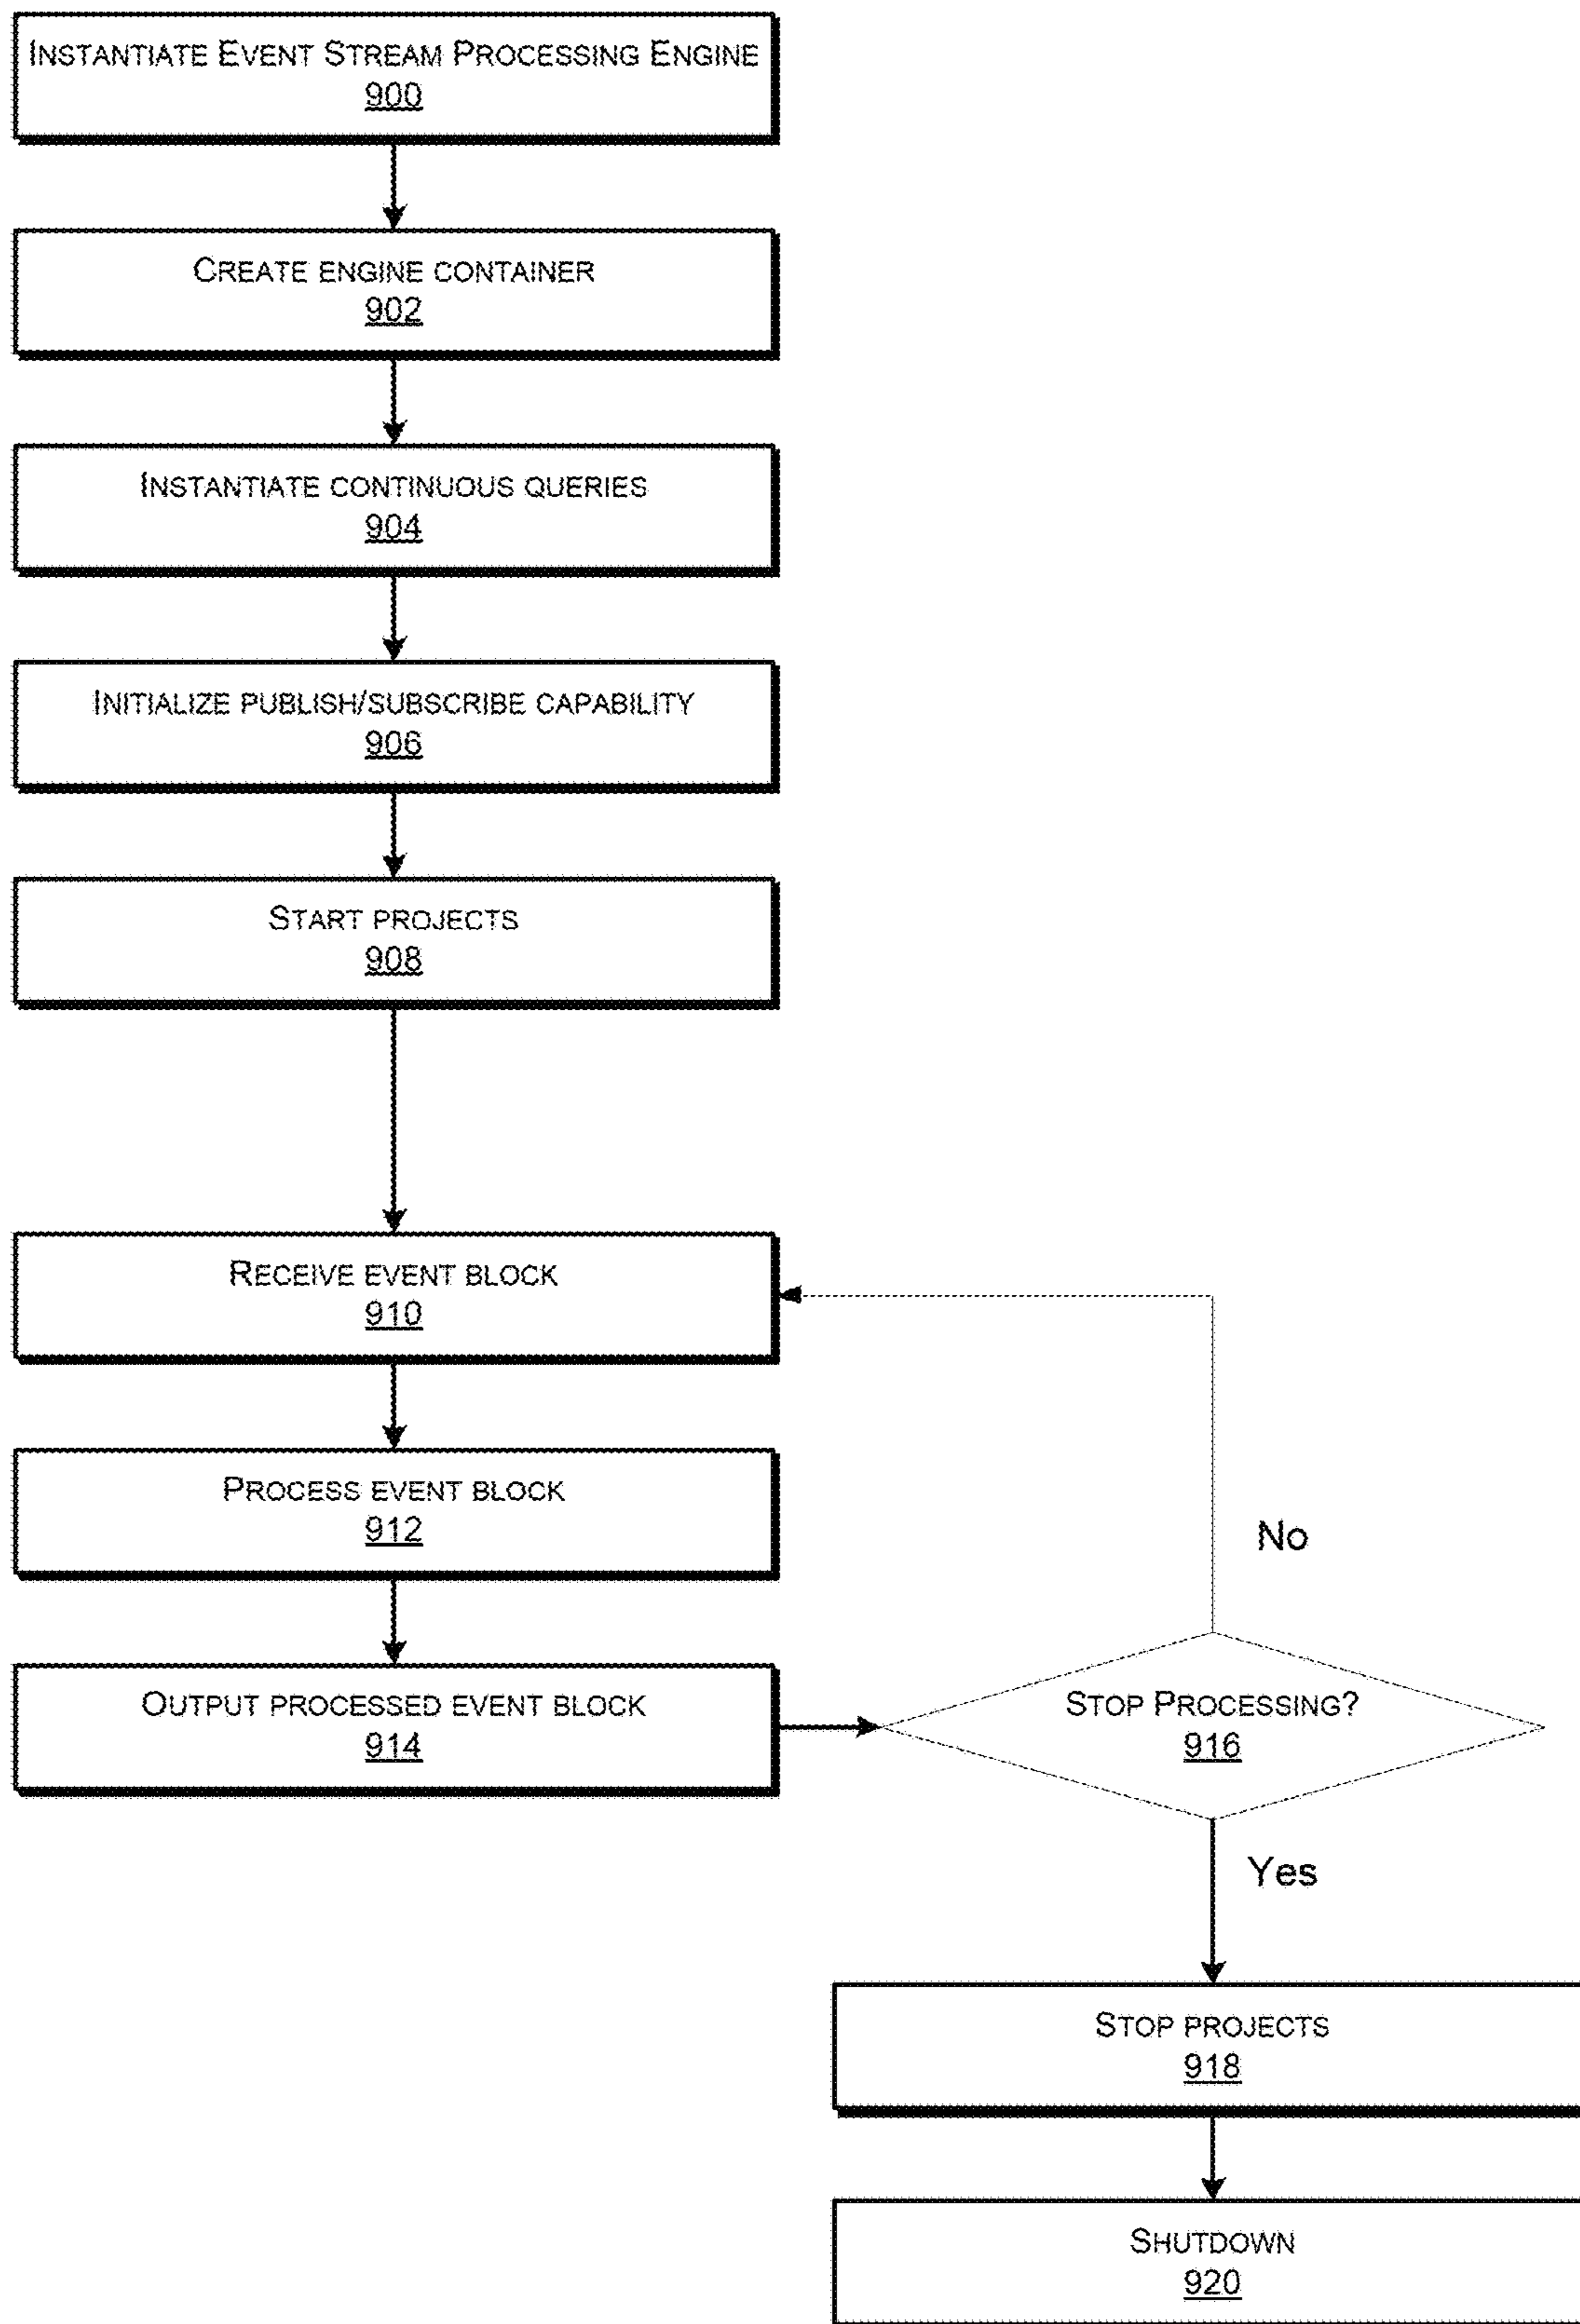 INSTANTIATE EVENT STREAM PROCESSING ENGINE
900
CREATE ENGINE CONTAINER
902
INSTANTIATE CONTINUOUS QUERIES
904
INITIALIZE PUBLISH/SUBSCRIBE CAPABILITY
906
START PROJECTS
908
RECEIVE EVENT BLOCK
910
PROCESS EVENT BLOCK
912
No
OUTPUT PROCESSED EVENT BLOCK
914
STOP PROCESSING?
916
Yes
STOP PROJECTS
918
SHUTDOWN
920